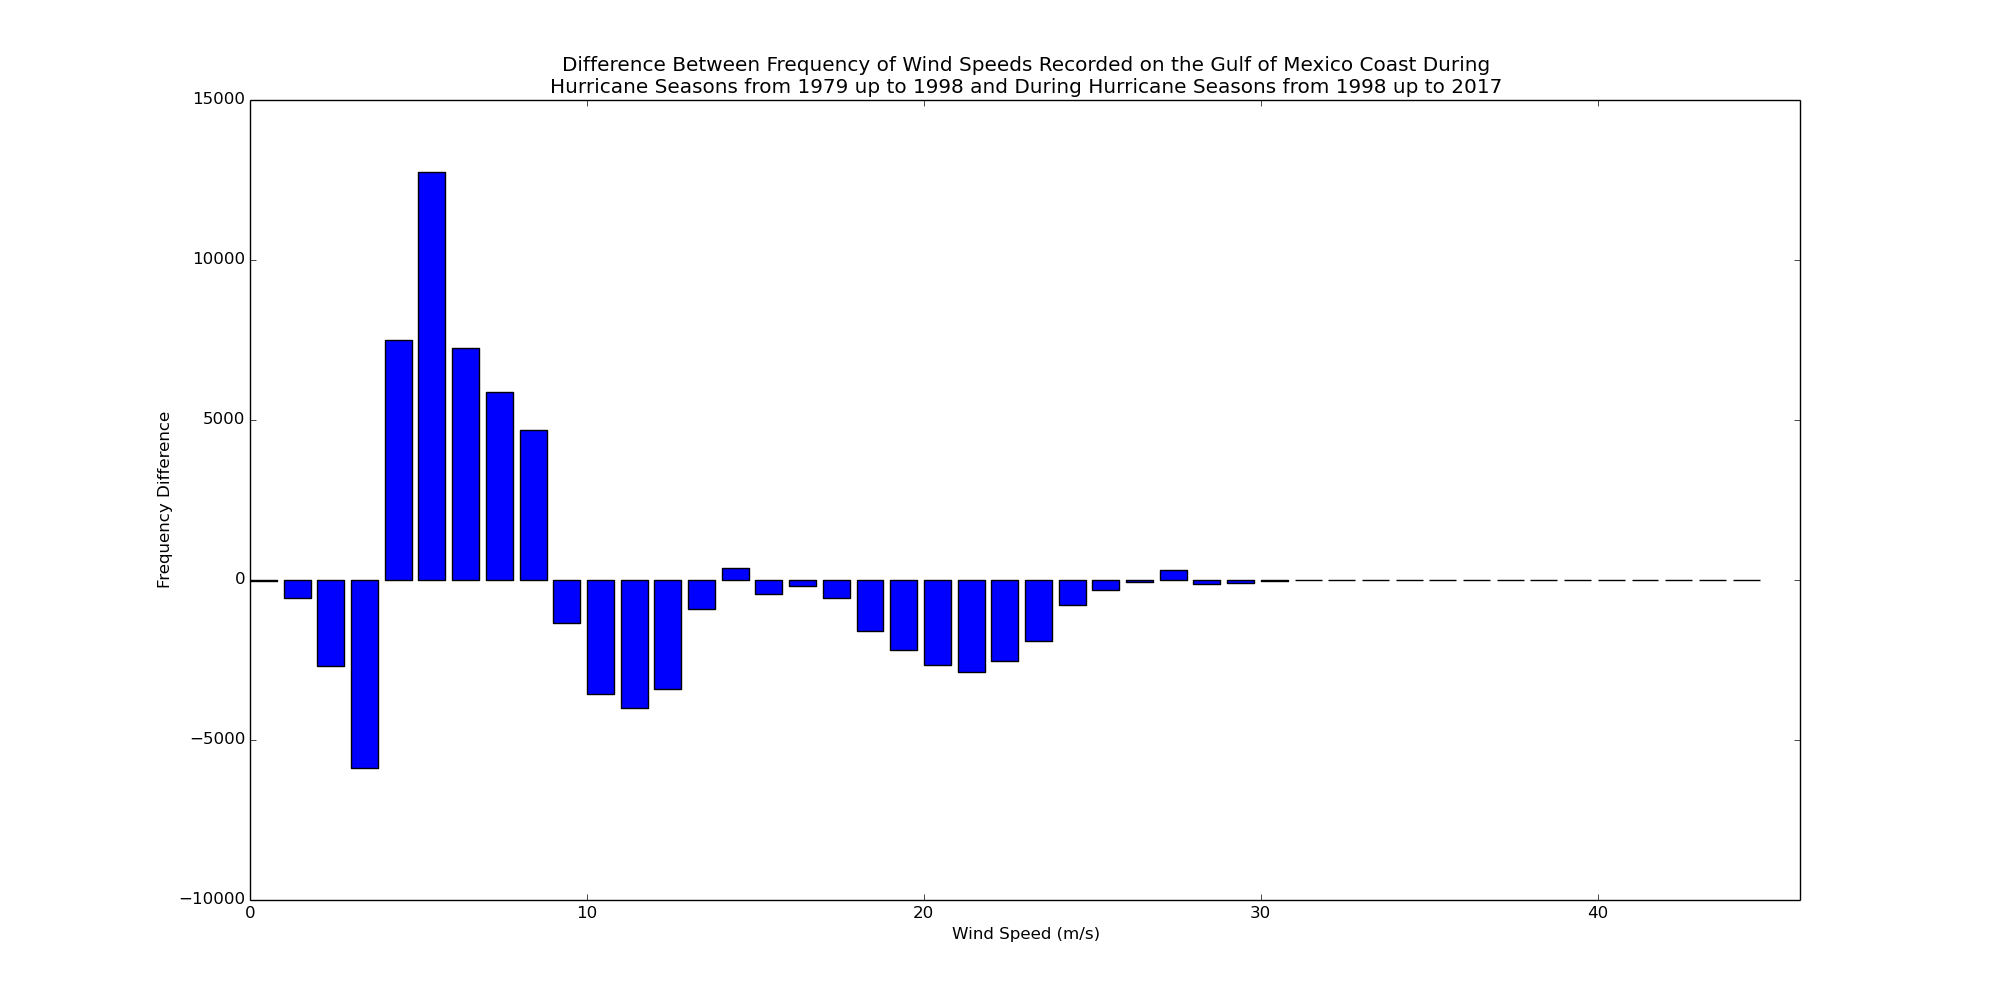 Difference Between Frequency of Wind Speeds Recorded on the Gulf of Mexico Coast During
Hurricane Seasons from 1979 up to 1998 and During Hurricane Seasons from 1998 up to 2017
15000
10000
5000
0
−5000
−10000
Frequency Difference
0 10 20 30 40
Wind Speed (m/s)